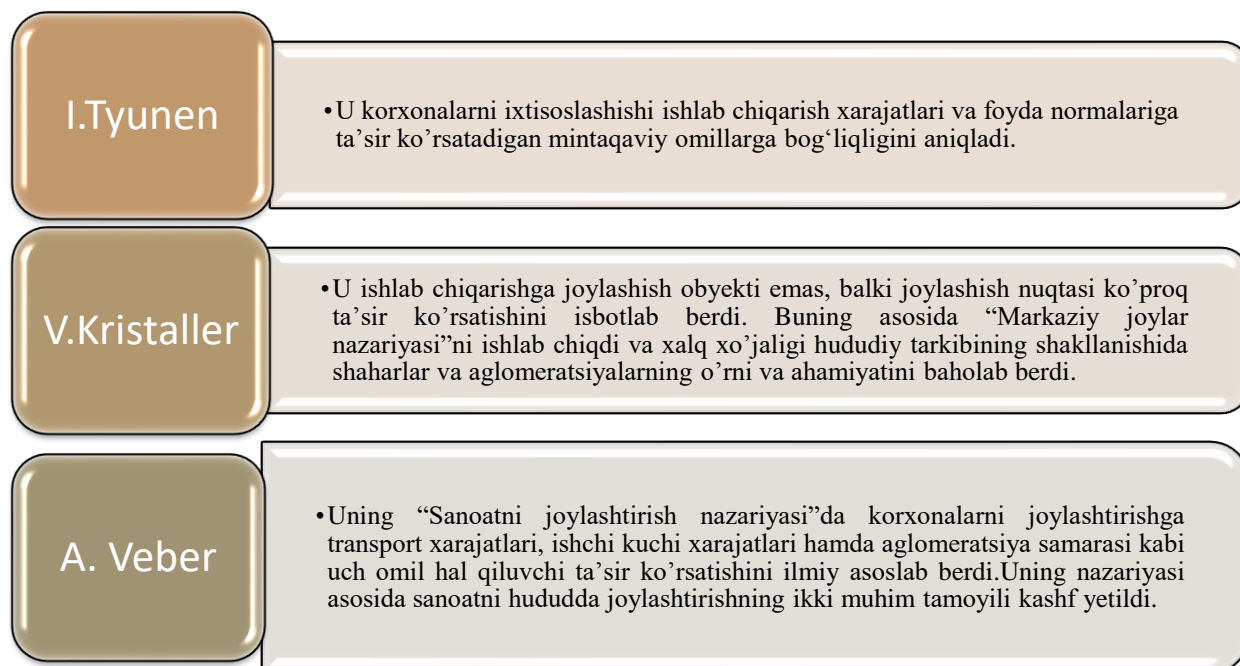 I.Tyunen
•U korxonalarni ixtisoslashishi ishlab chiqarish xarajatlari va foyda normalariga
ta’sir ko’rsatadigan mintaqaviy omillarga bog‘liqligini aniqladi.
V.Kristaller
•U ishlab chiqarishga joylashish obyekti emas, balki joylashish nuqtasi ko’proq
ta’sir ko’rsatishini isbotlab berdi. Buning asosida “Markaziy joylar
nazariyasi”ni ishlab chiqdi va xalq xo’jaligi hududiy tarkibining shakllanishida
shaharlar va aglomeratsiyalarning o’rni va ahamiyatini baholab berdi.
A. Veber
•Uning “Sanoatni joylashtirish nazariyasi”da korxonalarni joylashtirishga
transport xarajatlari, ishchi kuchi xarajatlari hamda aglomeratsiya samarasi kabi
uch omil hal qiluvchi ta’sir ko’rsatishini ilmiy asoslab berdi.Uning nazariyasi
asosida sanoatni hududda joylashtirishning ikki muhim tamoyili kashf yetildi.